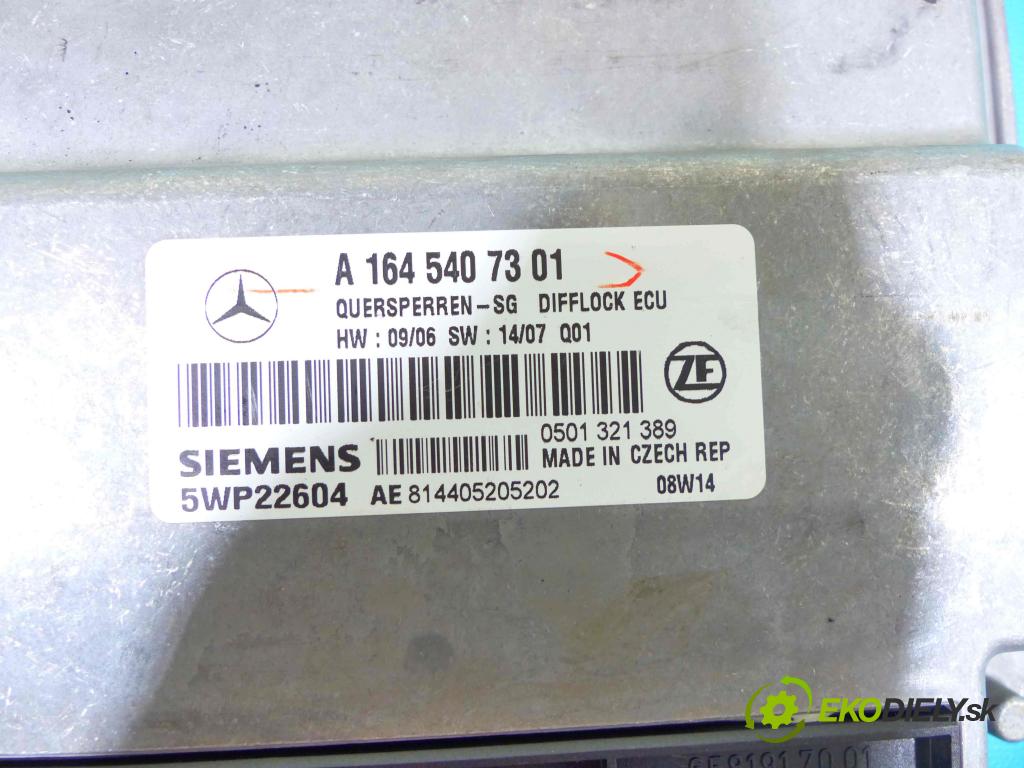 A 164 540 73 01
QUERSPERREN-SG DIFFLOCK ECU
HW : 09/06 SW : 14/07 Q01
ZF
0501 321 389
SIEMENS
MADE IN CZECH REP
5WP22604 AE 814405205202 08W14
EKODIELY.sk